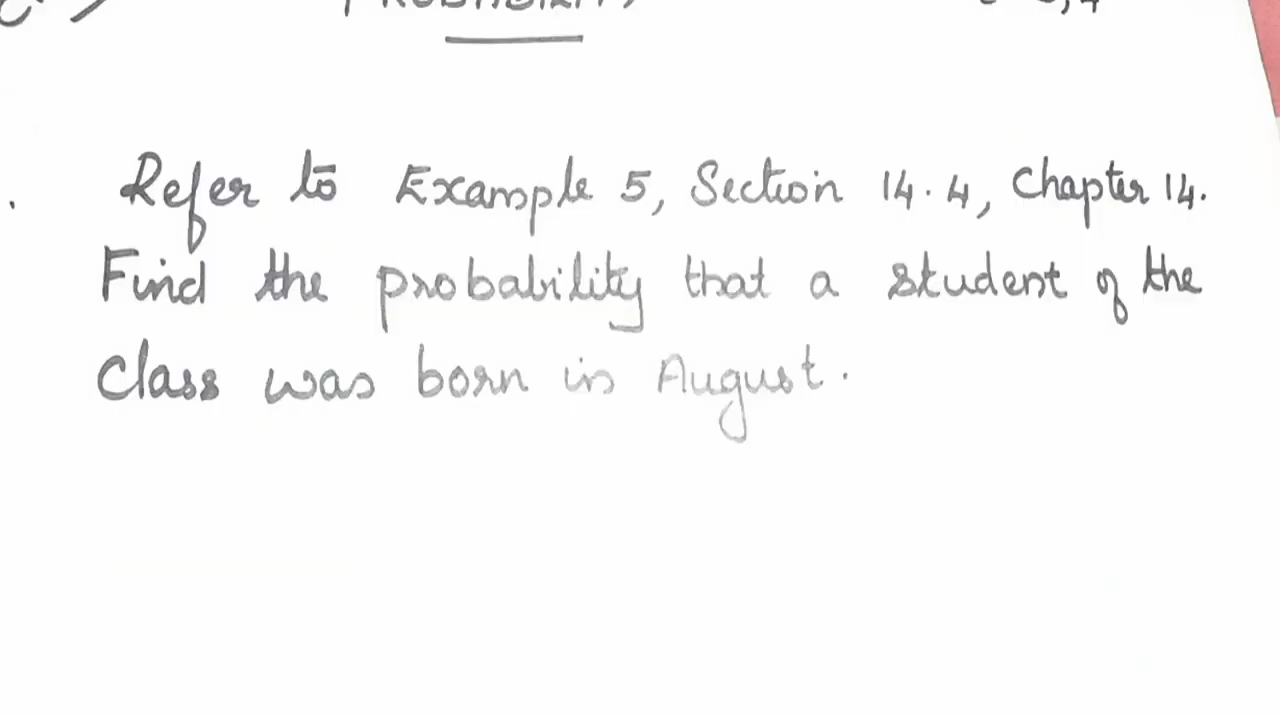 Refer to Example 5, Section 14.4, Chapter 14.
Find the probability that a student of the
class was born in August.